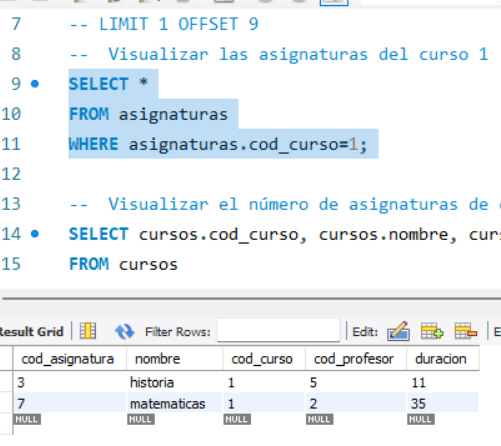 7 -- LIMIT 1 OFFSET 9
8 -- Visualizar las asignaturas del curso 1
9 SELECT *
10 FROM asignaturas
11 WHERE asignaturas.cod_curso=1;
12
13 -- Visualizar el número de asignaturas de
14 SELECT cursos.cod_curso, cursos.nombre,
15 FROM cursos
Result Grid Filter Rows: Edit:
cod_asignatura nombre cod_curso cod_profesor duracion
3 historia 1 5 11
7 matematicas 1 2 35
NULL NULL NULL NULL NULL